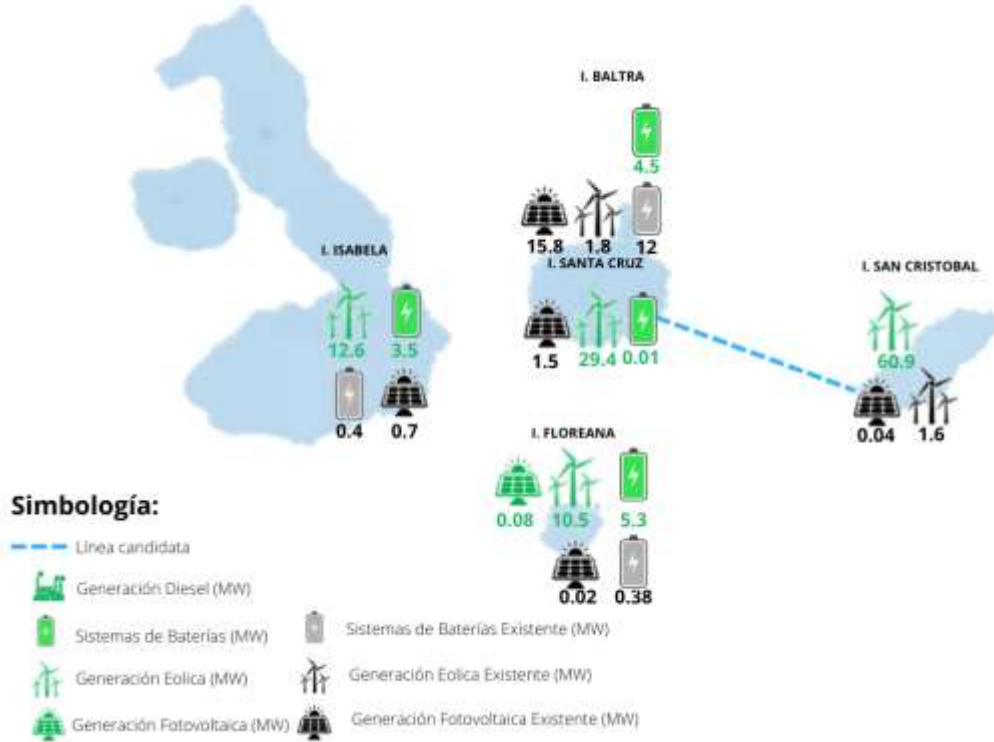 I. BALTRA
4.5
15.8 1.8 12
I. ISABELA
I. SANTA CRUZ
I. SAN CRISTOBAL
12.6 3.5
1.5 29.4 0.01
60.9
0.4 0.7
0.04 1.6
I. FLOREANA
0.08 10.5 5.3
0.02 0.38
Simbología:
Línea candidata
Generación Diesel (MW)
Sistemas de Baterías (MW)
Sistemas de Baterías Existente (MW)
Generación Eolica (MW)
Generación Eolica Existente (MW)
Generación Fotovoltaica (MW)
Generación Fotovoltaica Existente (MW)